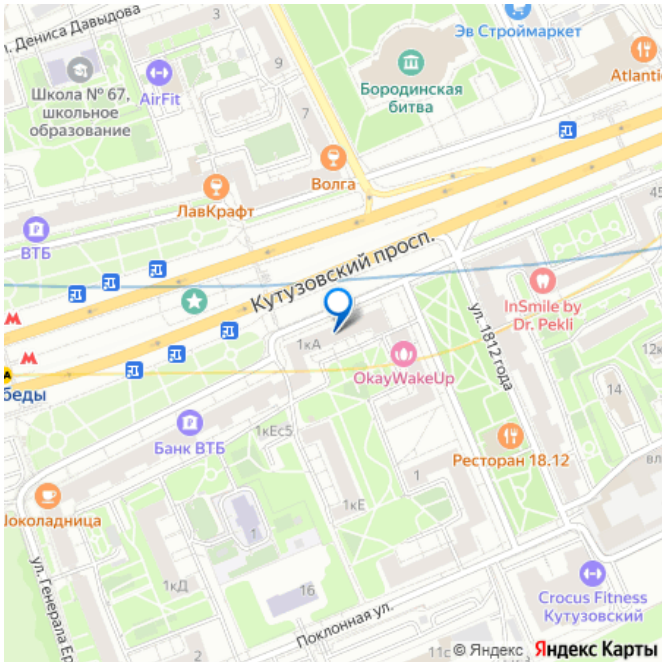 л. Дениса Давыдова
3
Эв Строймаркет
9
Школа № 67,
школьное
образование
AirFit
Бородинская
битва
Atlantic
7
Волга
ЛавКрафт
45
ВТБ
Кутузовский просп.
InSmile by
Dr. Pekli
1кА
ул. 1812 года
12к
OkayWakeUp
беды
14
Банк ВТБ
1кЕс5
Ресторан 18.12
вл
1
1кЕ
Шоколадница
1
ул. Генерала Ер
1кД
16
Crocus Fitness
Кутузовский
Поклонная ул.
2
11с
© Яндекс Яндекс Карты